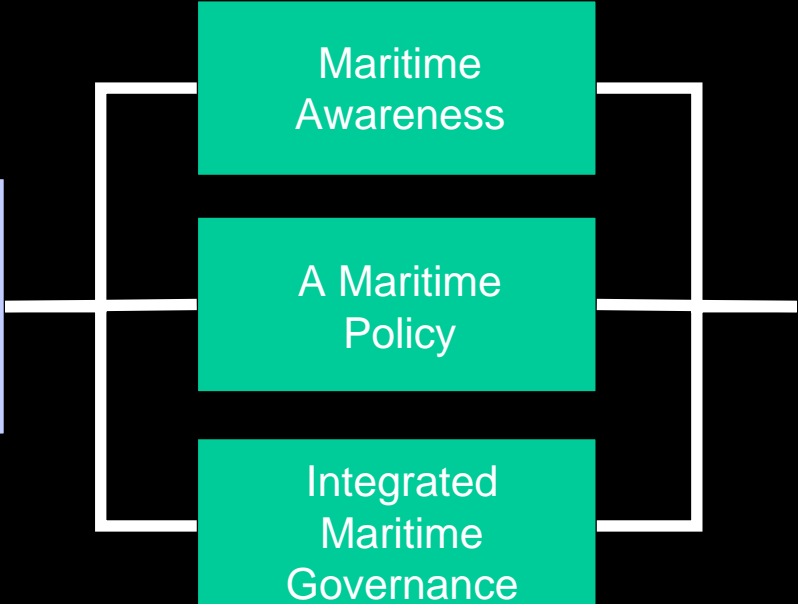 Maritime
Awareness
A Maritime
Policy
Integrated
Maritime
Governance